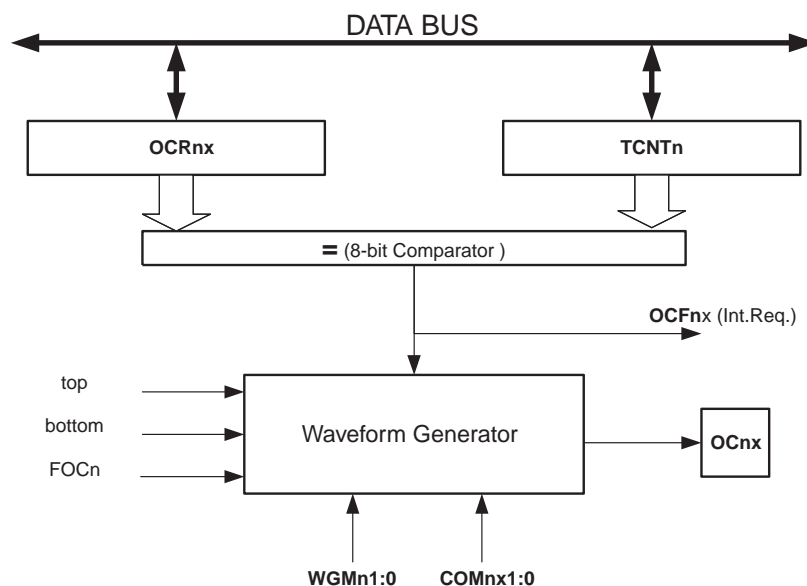 DATA BUS
OCRnx
TCNTn
= (8-bit Comparator )
OCFnx (Int.Req.)
top
bottom
FOCn
Waveform Generator
OCnx
WGMn1:0
COMnx1:0